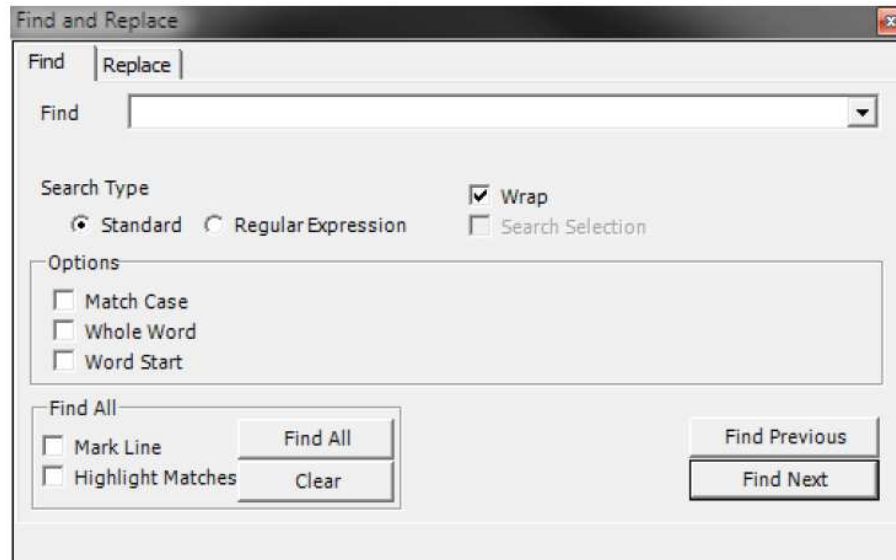 Find and Replace
Find Replace
Find
Search Type
Wrap
Standard Regular Expression
Search Selection
Options
Match Case
Whole Word
Word Start
Find All
Mark Line
Find All
Find Previous
Highlight Matches
Clear
Find Next